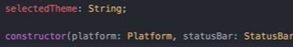 selectedTheme: String;
constructor(platform: Platform, statusBar: StatusBar